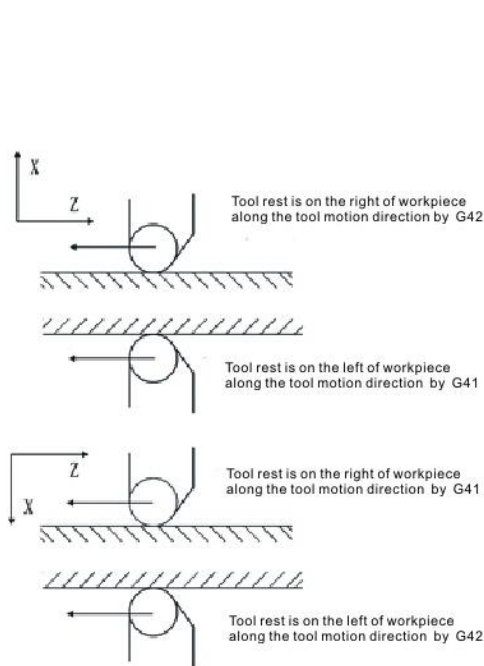 X
Z
Tool rest is on the right of workpiece
along the tool motion direction by G42
Tool rest is on the left of workpiece
along the tool motion direction by G41
Z
X
Tool rest is on the right of workpiece
along the tool motion direction by G41
Tool rest is on the left of workpiece
along the tool motion direction by G42